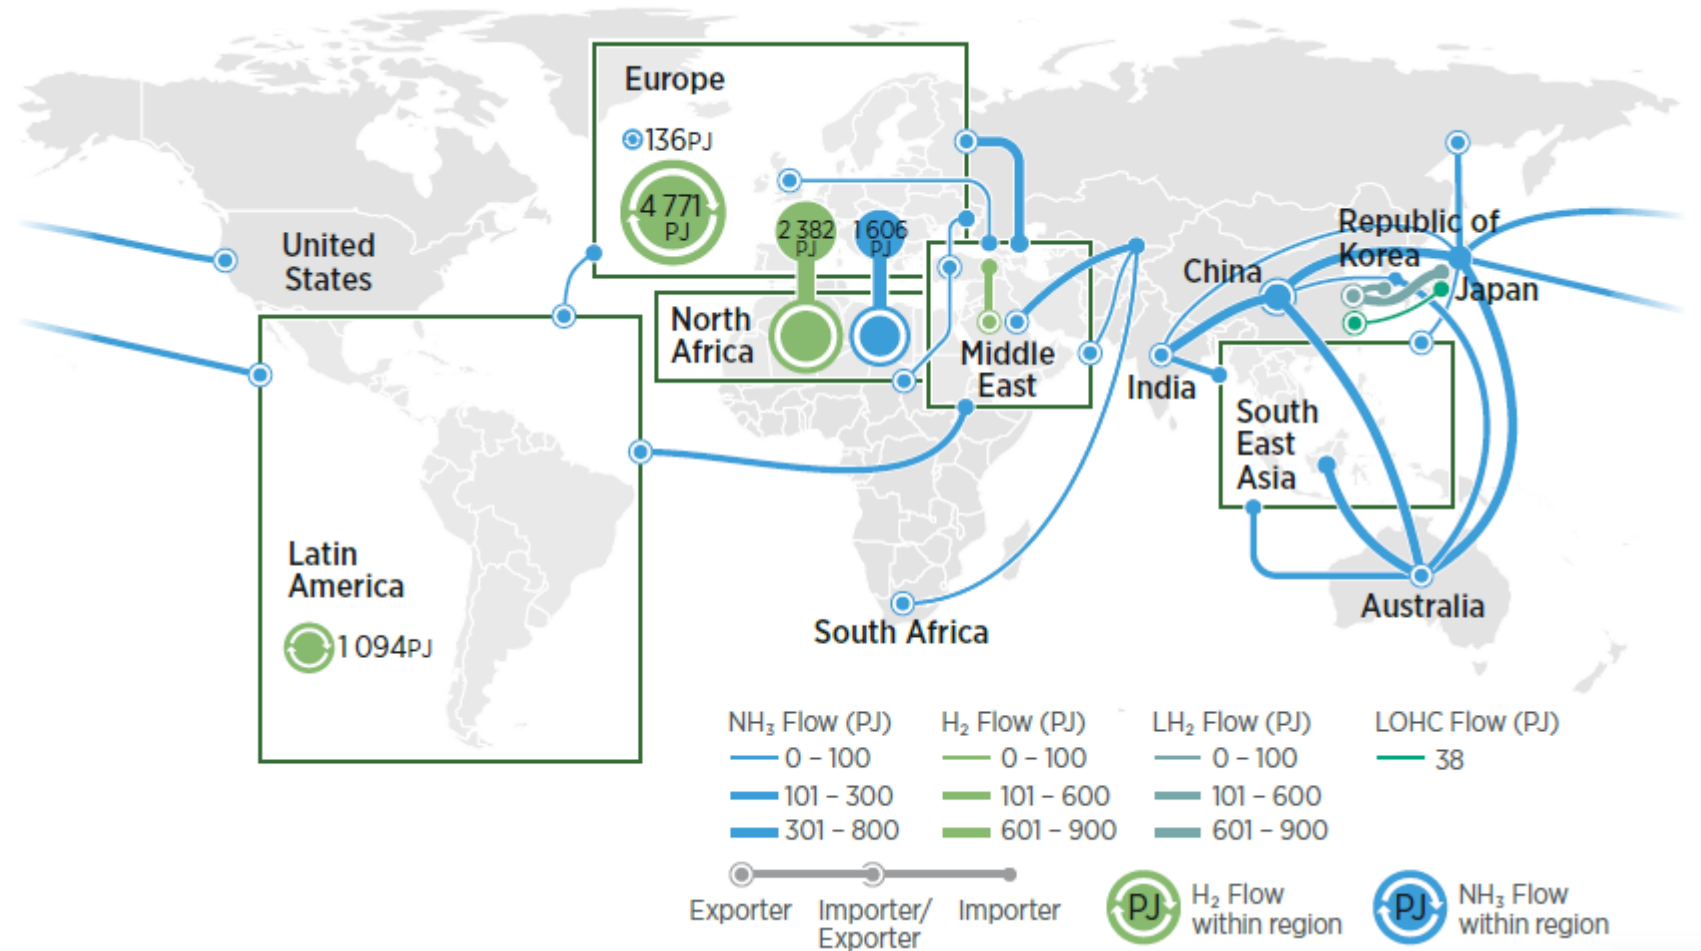 Europe
136PJ
4 771
PJ
2 382
PJ
1 606
PJ
United
States
North
Africa
Middle
East
Republic of
Korea
China
Japan
India
South
East
Asia
Latin
America
1 094PJ
South Africa
Australia
NH₃ Flow (PJ)
0 – 100
101 – 300
301 – 800
H₂ Flow (PJ)
0 – 100
101 – 600
601 – 900
LH₂ Flow (PJ)
0 – 100
101 – 600
601 – 900
LOHC Flow (PJ)
38
Exporter
Importer/
Exporter
Importer
PJ
H₂ Flow
within region
PJ
NH₃ Flow
within region